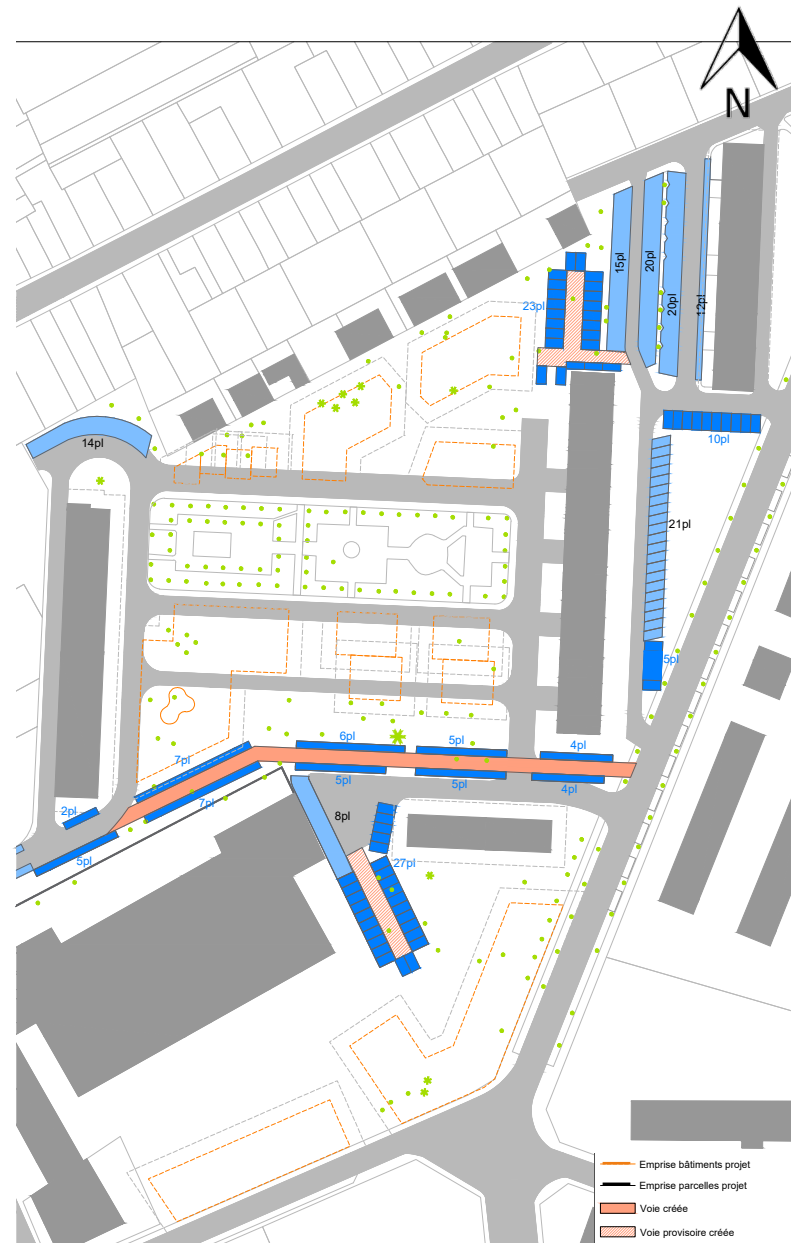 N
15pl
20pl
20pl
12pl
23pl
10pl
14pl
21pl
5pl
6pl
5pl
4pl
7pl
5pl
5pl
4pl
7pl
2pl
8pl
5pl
27pl
Emprise bâtiments projet
Emprise parcelles projet
Voie créée
Voie provisoire créée